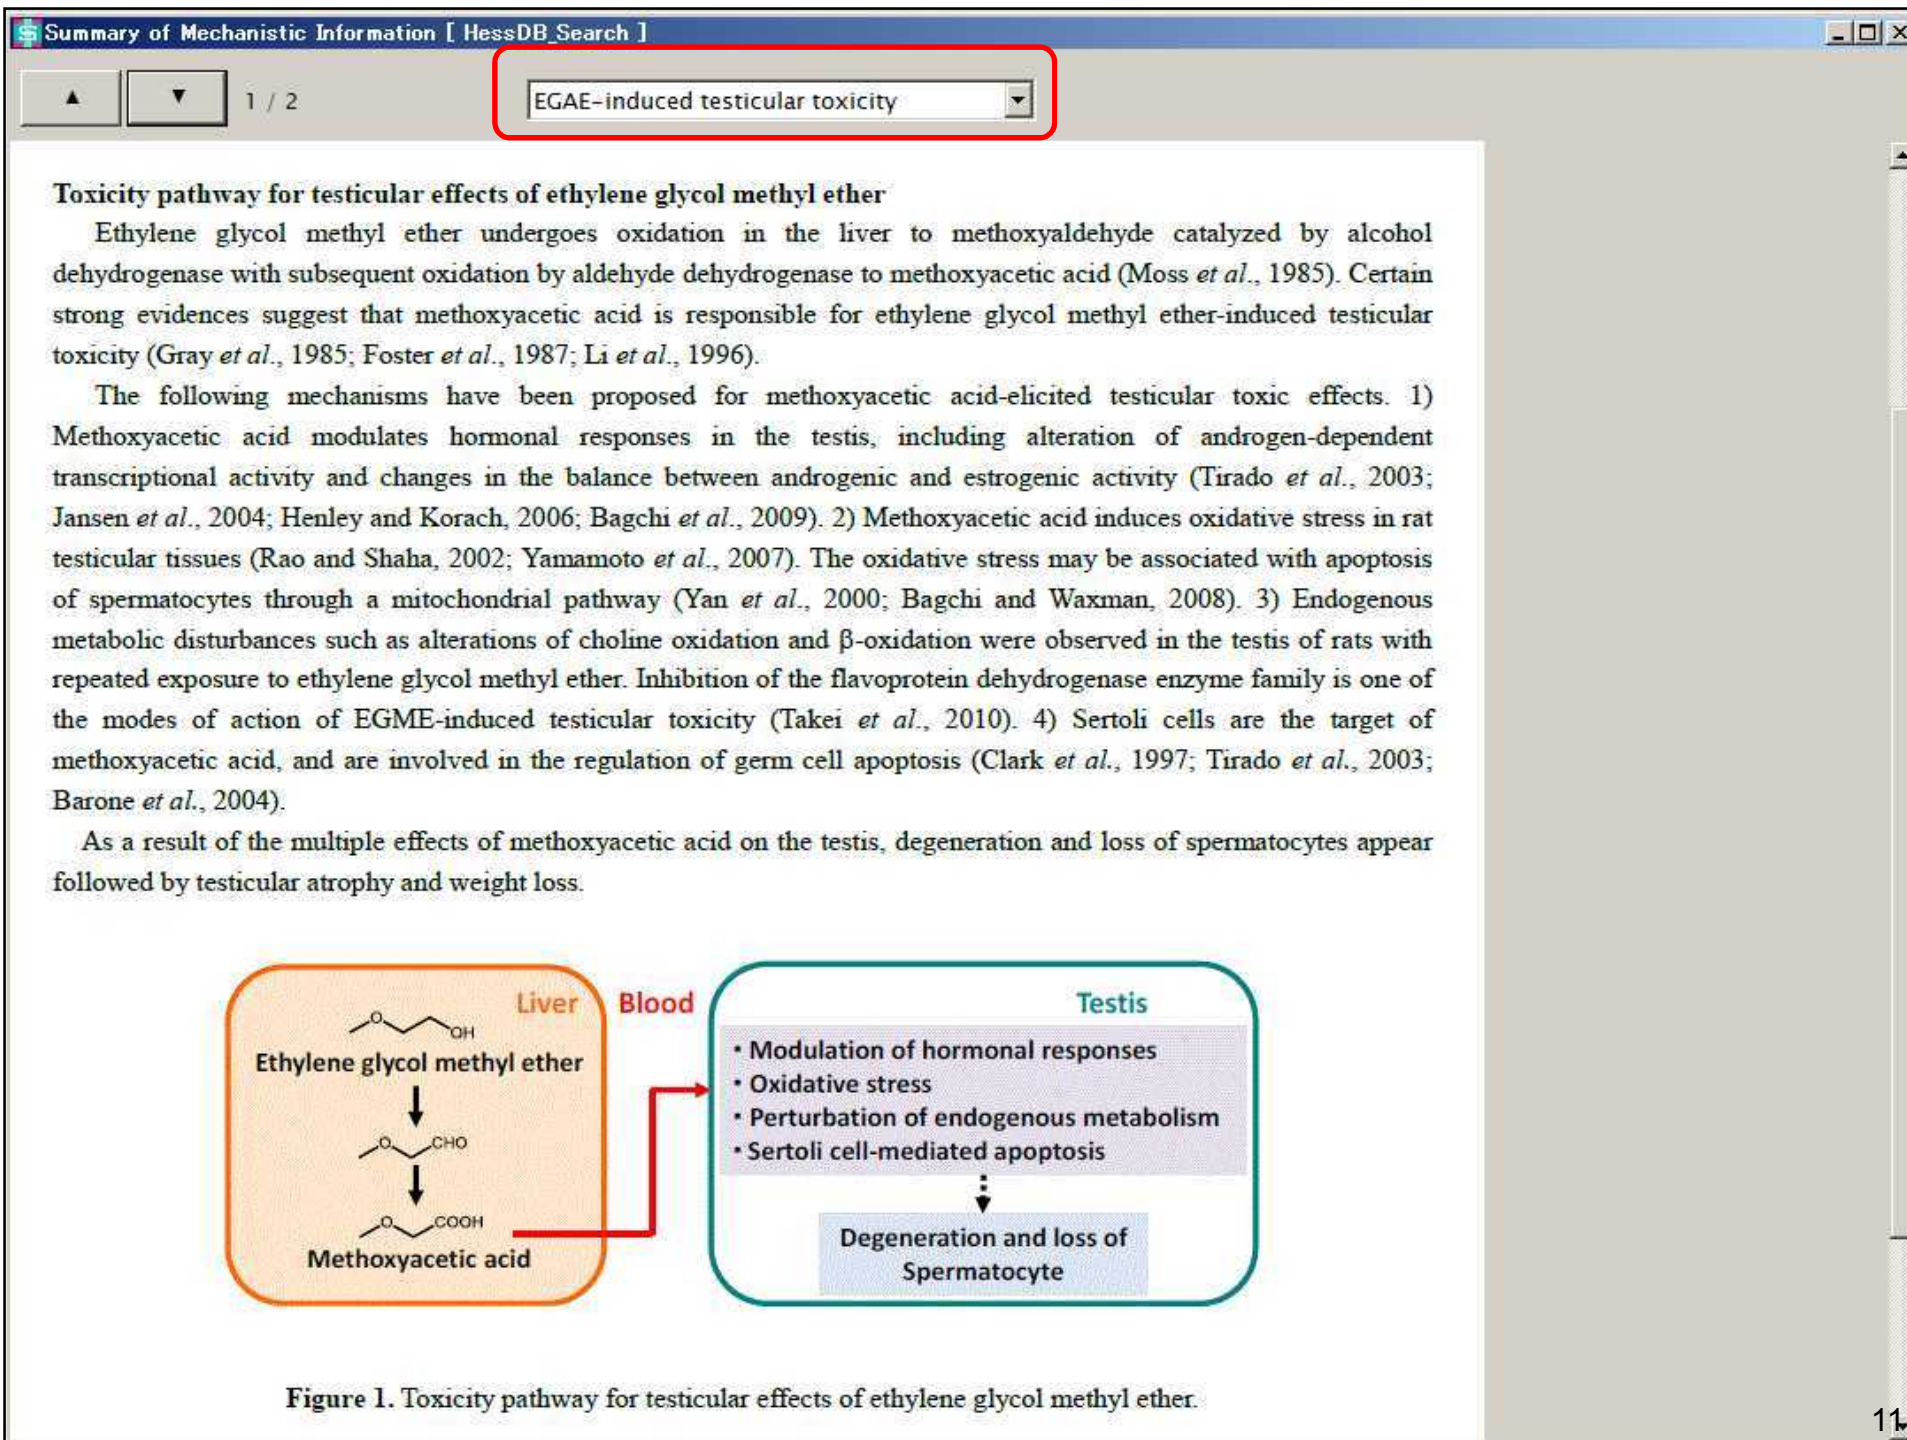 Summary of Mechanistic Information [ HessDB_Search ]
1 / 2
EGAE-induced testicular toxicity
Toxicity pathway for testicular effects of ethylene glycol methyl ether
Ethylene glycol methyl ether undergoes oxidation in the liver to methoxyaldehyde catalyzed by alcohol
dehydrogenase with subsequent oxidation by aldehyde dehydrogenase to methoxyacetic acid (Moss et al., 1985). Certain
strong evidences suggest that methoxyacetic acid is responsible for ethylene glycol methyl ether-induced testicular
toxicity (Gray et al., 1985; Foster et al., 1987; Li et al., 1996).
The following mechanisms have been proposed for methoxyacetic acid-elicited testicular toxic effects. 1)
Methoxyacetic acid modulates hormonal responses in the testis, including alteration of androgen-dependent
transcriptional activity and changes in the balance between androgenic and estrogenic activity (Tirado et al., 2003;
Jansen et al., 2004; Henley and Korach, 2006; Bagchi et al., 2009). 2) Methoxyacetic acid induces oxidative stress in rat
testicular tissues (Rao and Shaha, 2002; Yamamoto et al., 2007). The oxidative stress may be associated with apoptosis
of spermatocytes through a mitochondrial pathway (Yan et al., 2000; Bagchi and Waxman, 2008). 3) Endogenous
metabolic disturbances such as alterations of choline oxidation and β-oxidation were observed in the testis of rats with
repeated exposure to ethylene glycol methyl ether. Inhibition of the flavoprotein dehydrogenase enzyme family is one of
the modes of action of EGME-induced testicular toxicity (Takei et al., 2010). 4) Sertoli cells are the target of
methoxyacetic acid, and are involved in the regulation of germ cell apoptosis (Clark et al., 1997; Tirado et al., 2003;
Barone et al., 2004).
As a result of the multiple effects of methoxyacetic acid on the testis, degeneration and loss of spermatocytes appear
followed by testicular atrophy and weight loss.
Liver
O
OH
Ethylene glycol methyl ether
O
CHO
O
COOH
Methoxyacetic acid
Blood
Testis
・Modulation of hormonal responses
・Oxidative stress
・Perturbation of endogenous metabolism
・Sertoli cell-mediated apoptosis
Degeneration and loss of
Spermatocyte
Figure 1. Toxicity pathway for testicular effects of ethylene glycol methyl ether.
11